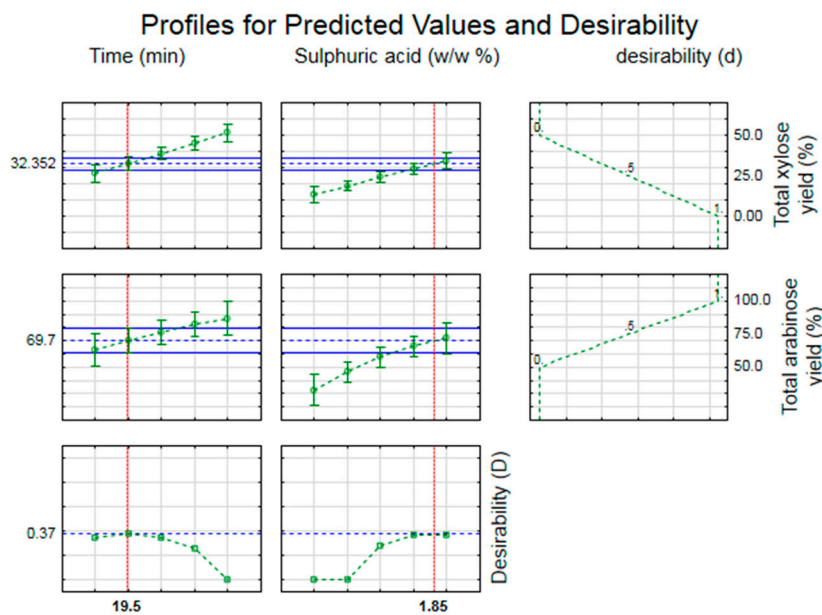 Profiles for Predicted Values and Desirability
Time (min) Sulphuric acid (w/w %) desirability (d)
32.352
0.
.5
1.
50.0
25.0
0.00
Total xylose
yield (%)
69.7
1.
.5
0.
100.0
75.0
50.0
Total arabinose
yield (%)
0.37
Desirability (D)
19.5 1.85